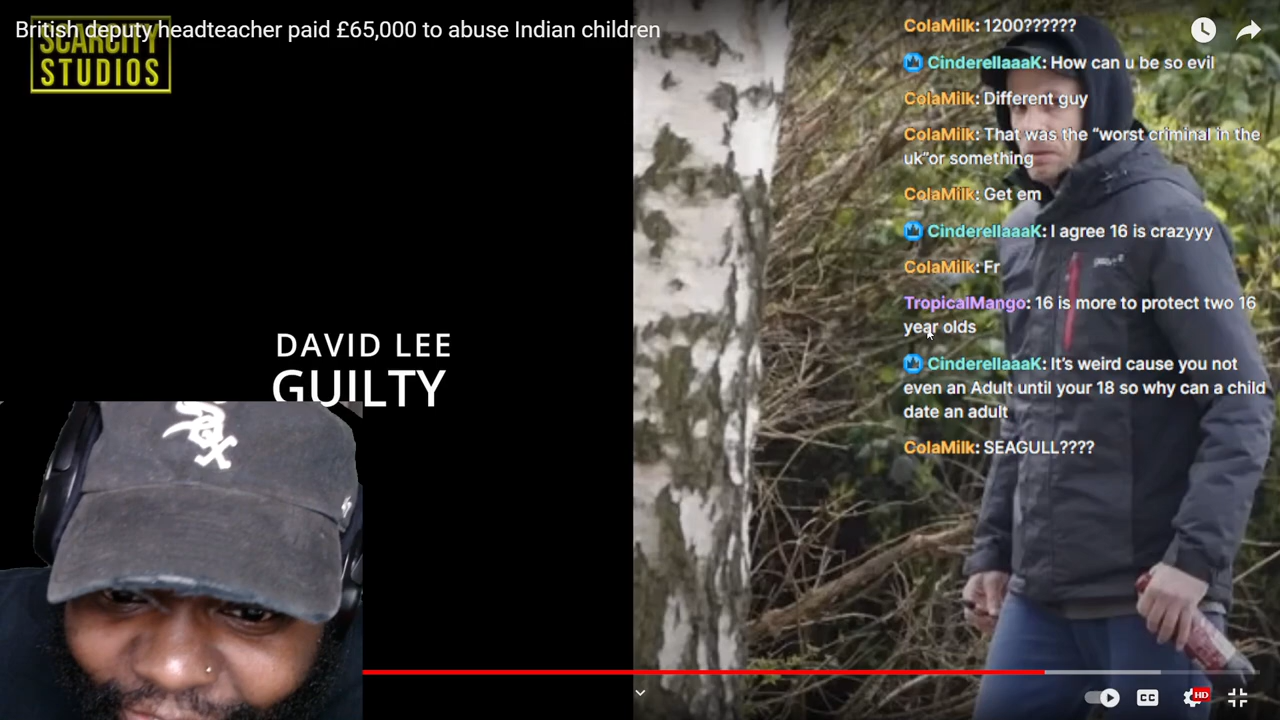 British deputy headteacher paid £65,000 to abuse Indian children
SCARCITY
STUDIOS
DAVID LEE
GUILTY
ColaMilk: 1200??????
CinderellaaaK: How can u be so evil
ColaMilk: Different guy
ColaMilk: That was the “worst criminal in the
uk”or something
ColaMilk: Get em
CinderellaaaK: I agree 16 is crazyyy
ColaMilk: Fr
TropicalMango: 16 is more to protect two 16
year olds
CinderellaaaK: It’s weird cause you not
even an Adult until your 18 so why can a child
date an adult
ColaMilk: SEAGULL????
CC
HD